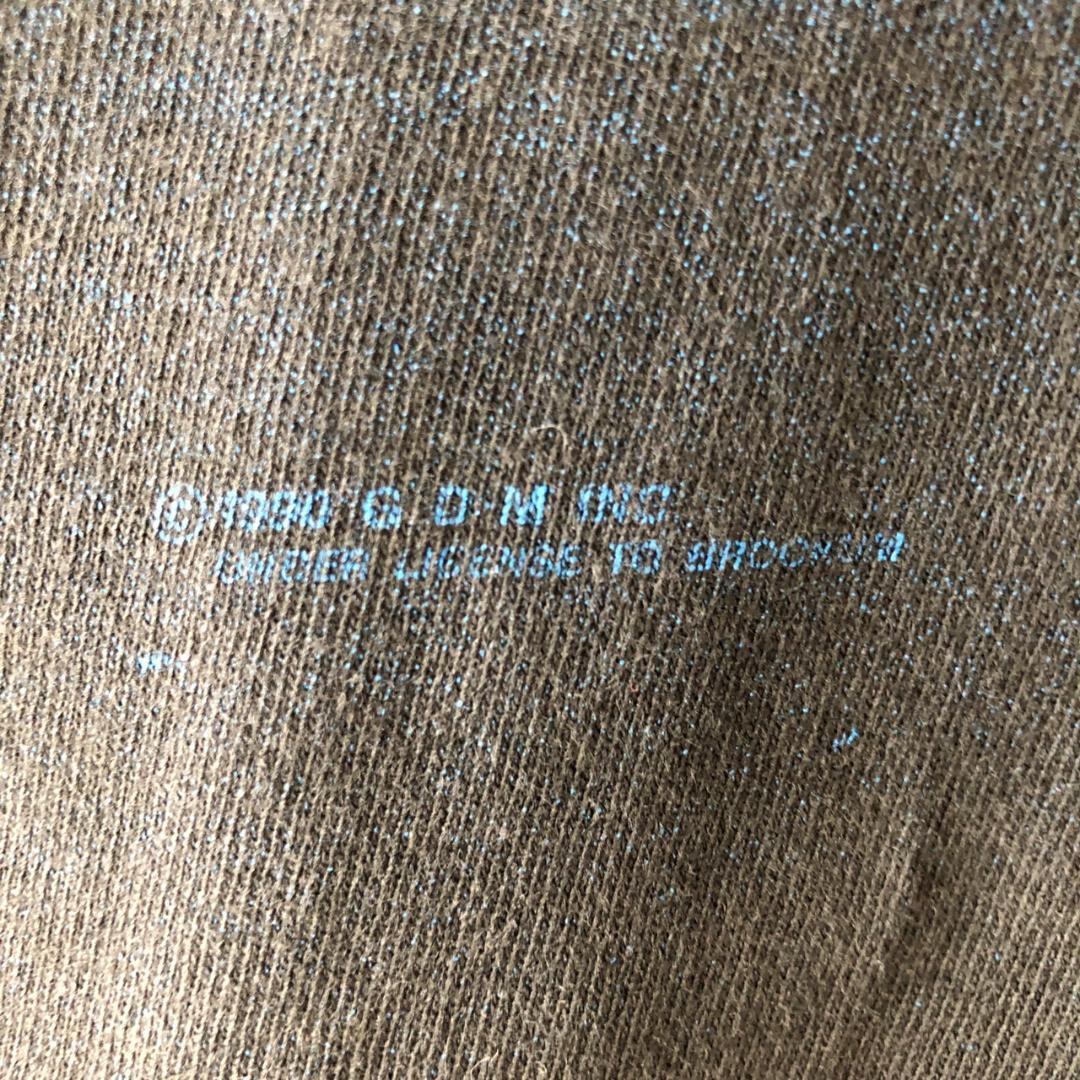 © 1990 G D M INC
UNDER LICENSE TO BROCKUM